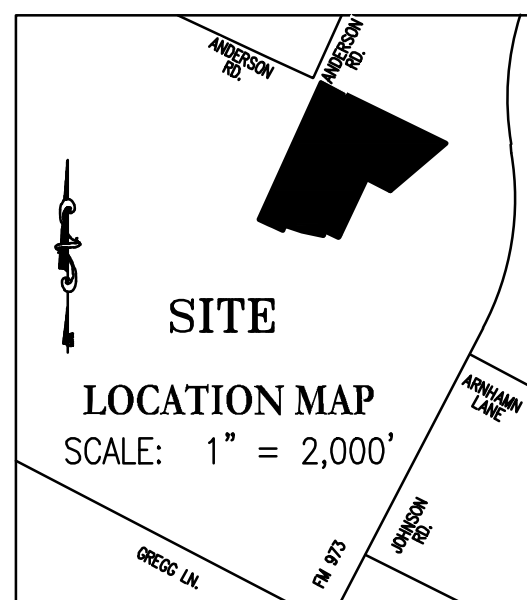 ANDERSON
RD.
ANDERSON
RD.
SITE
LOCATION MAP
SCALE: 1" = 2,000'
ARNHAMN
LANE
JOHNSON
RD.
FM 973
GREGG LN.